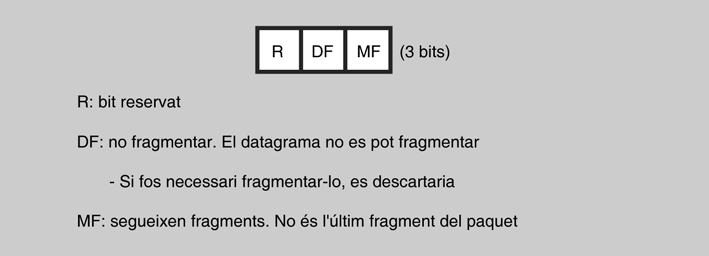 R DF MF (3 bits)
R: bit reservat
DF: no fragmentar. El datagrama no es pot fragmentar
- Si fos necessari fragmentar-lo, es descartaria
MF: segueixen fragments. No és l'últim fragment del paquet